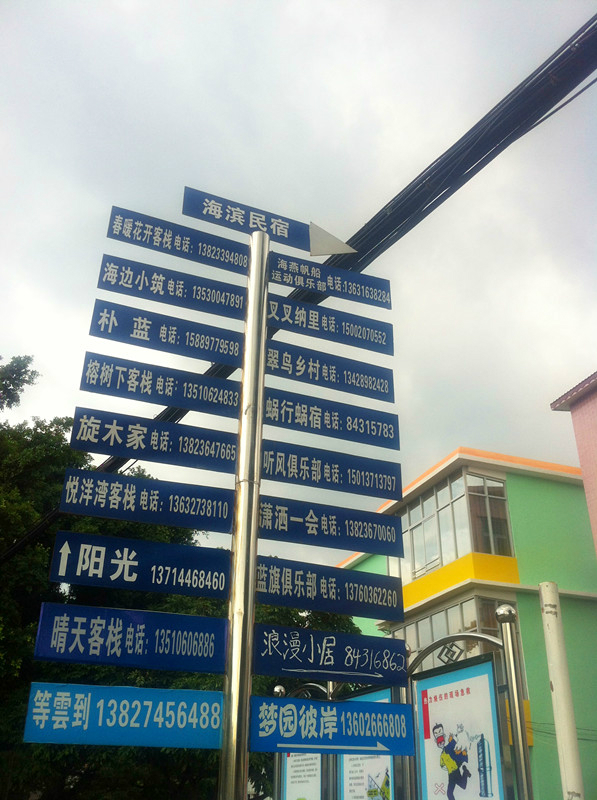 海滨民宿
春暖花开客栈 电话：13823394808
海边小筑 电话：13530047891
朴蓝 电话：15889779598
榕树下客栈 电话：13510624833
旋木家 电话：13823647665
悦洋湾客栈 电话：13632738110
阳光 13714468460
晴天客栈 电话：13510606886
等雲到 13827456488
海燕帆船
运动俱乐部 电话：13631638284
叉叉纳里 电话：15002070552
翠鸟乡村 电话：13428982428
蜗行蜗宿 电话：84315783
听风俱乐部 电话：15013713797
潇洒一会 电话：13823670060
蓝旗俱乐部 电话：13760362260
浪漫小居 84316862
梦园彼岸 13602666808